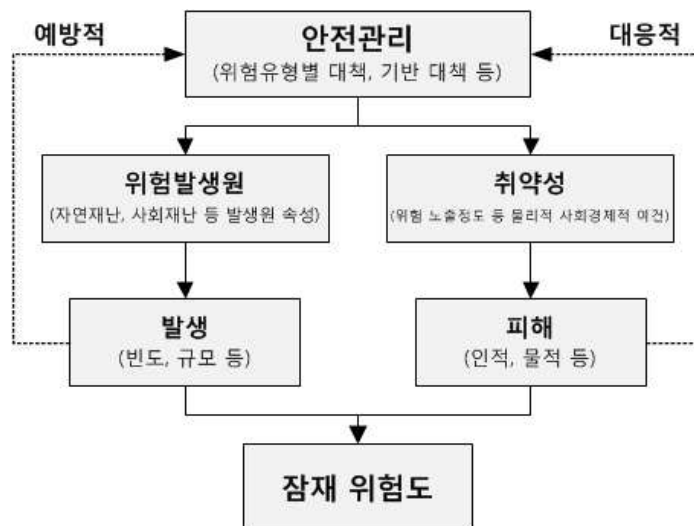 예방적
안전관리
대응적
(위험유형별 대책, 기반 대책 등)
위험발생원
(자연재난, 사회재난 등 발생원 속성)
취약성
(위험 노출정도 등 물리적 사회경제적 여건)
발생
(빈도, 규모 등)
피해
(인적, 물적 등)
잠재 위험도